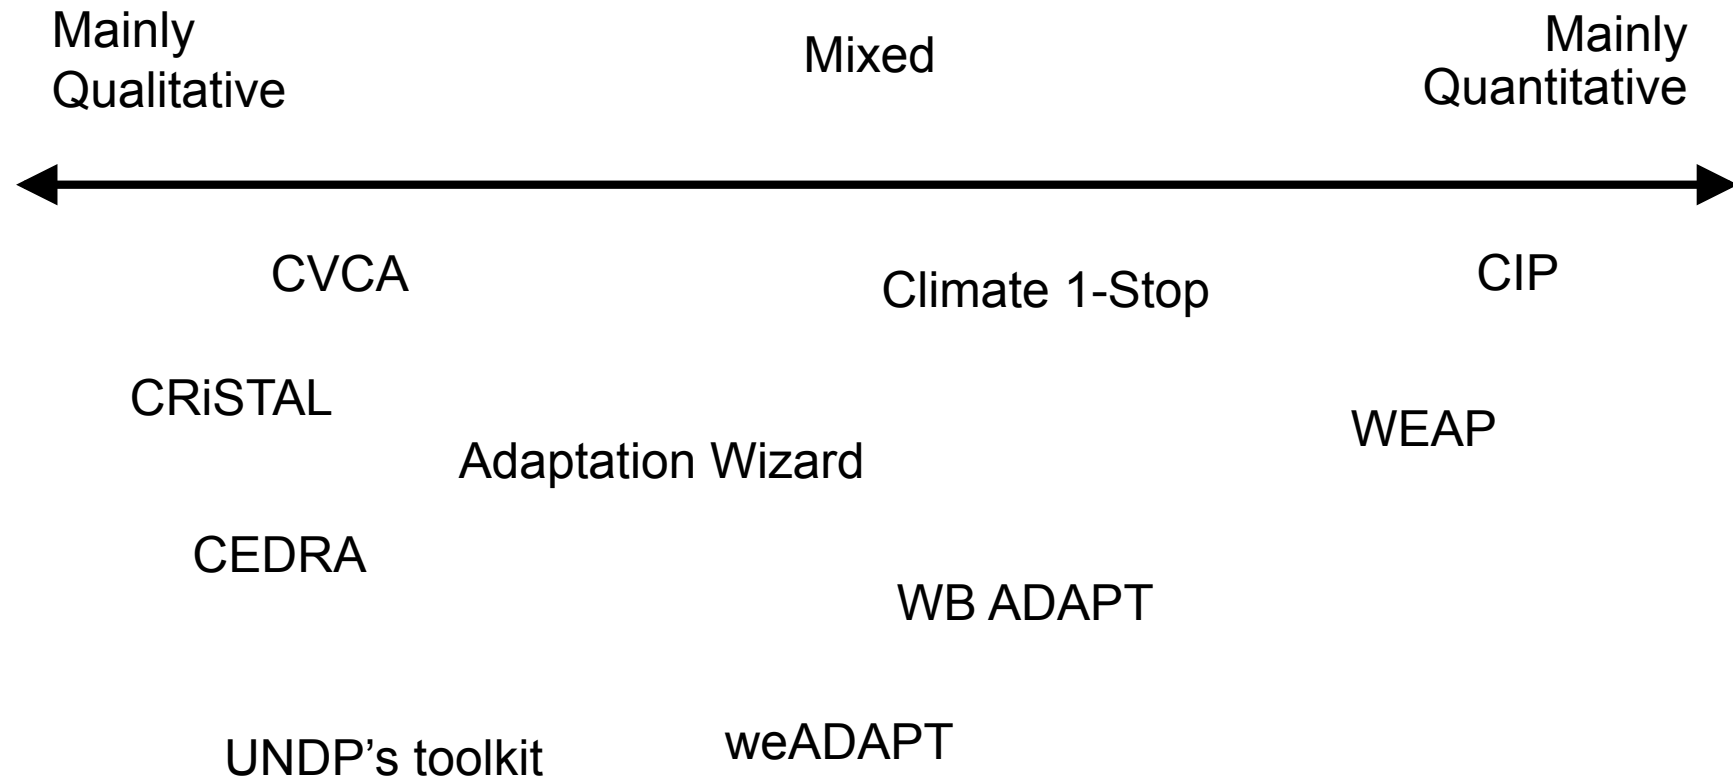 Mainly
Qualitative
Mixed
Mainly
Quantitative
CVCA
Climate 1-Stop
CIP
CRiSTAL
WEAP
Adaptation Wizard
CEDRA
WB ADAPT
UNDP's toolkit
weADAPT